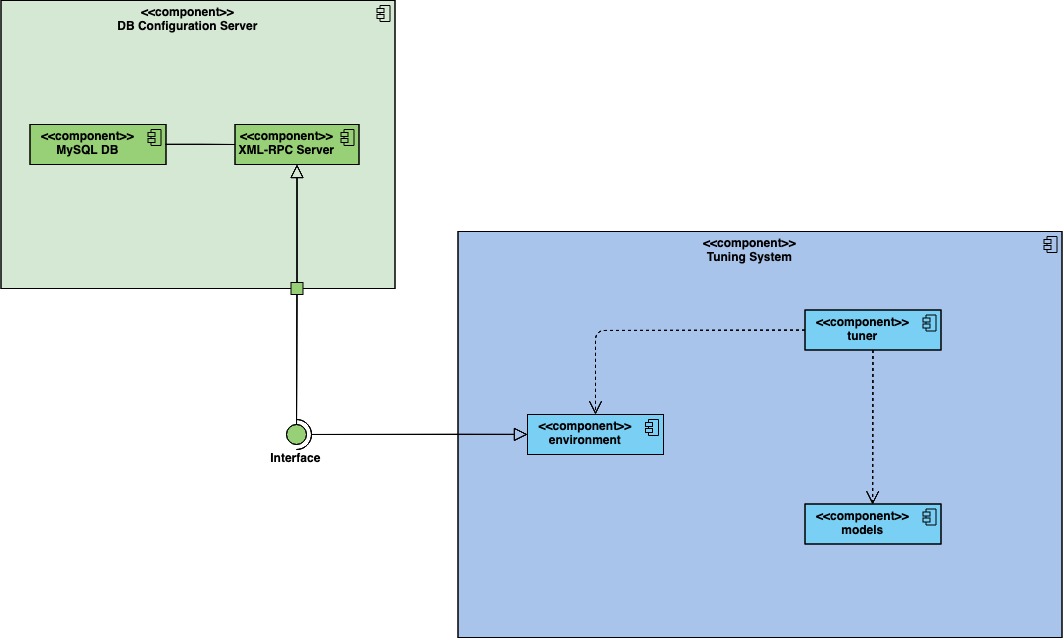 <<component>>
DB Configuration Server
<<component>>
MySQL DB
<<component>>
XML-RPC Server
Interface
<<component>>
Tuning System
<<component>>
tuner
<<component>>
environment
<<component>>
models